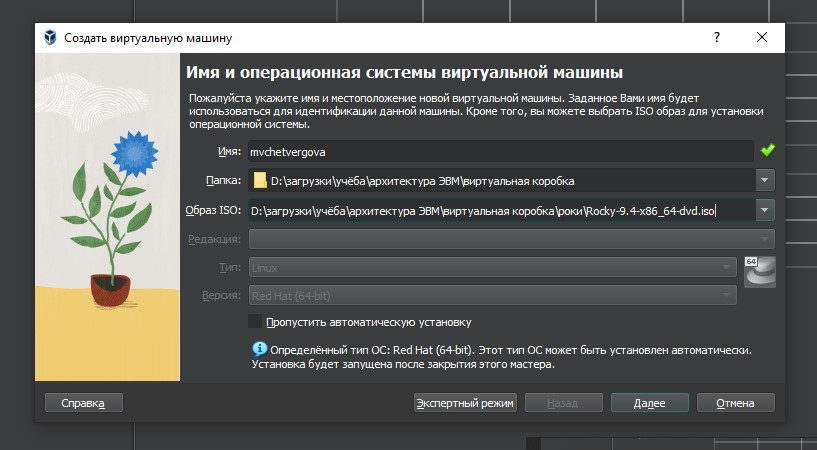 Создать виртуальную машину
? ✕
Имя и операционная системы виртуальной машины
Пожалуйста укажите имя и местоположение новой виртуальной машины. Заданное Вами имя будет
использоваться для идентификации данной машины. Кроме того, вы можете выбрать ISO образ для установки
операционной системы.
Имя: mvchetvergova
Папка: D:\загрузки\учёба\архитектура ЭВМ\виртуальная коробка
Образ ISO: D:\загрузки\учёба\архитектура ЭВМ\виртуальная коробка\роки\Rocky-9.4-x86_64-dvd.iso
Редакция:
Тип: Linux
64
Версия: Red Hat (64-bit)
Пропустить автоматическую установку
Определённый тип ОС: Red Hat (64-bit). Этот тип ОС может быть установлен автоматически.
Установка будет запущена после закрытия этого мастера.
Справка Экспертный режим Назад Далее Отмена